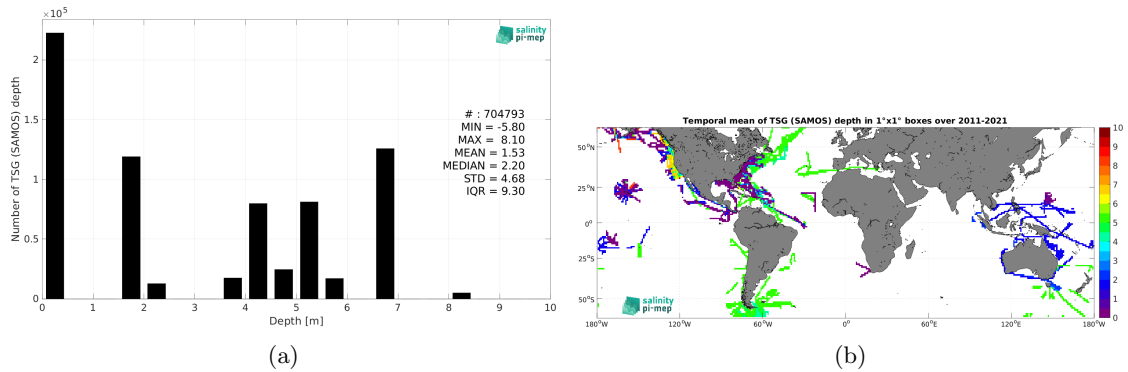 ×10^5
2
1.5
1
0.5
0
0 1 2 3 4 5 6 7 8 9 10
Number of TSG (SAMOS) depth
Depth [m]
salinity
pi-mep
# : 704793
MIN = -5.80
MAX = 8.10
MEAN = 1.53
MEDIAN = 2.20
STD = 4.68
IQR = 9.30
(a)
Temporal mean of TSG (SAMOS) depth in 1°x1° boxes over 2011-2021
50°N
25°N
0°
25°S
50°S
180°W 120°W 60°W 0° 60°E 120°E 180°W
10
9
8
7
6
5
4
3
2
1
0
salinity
pi-mep
(b)